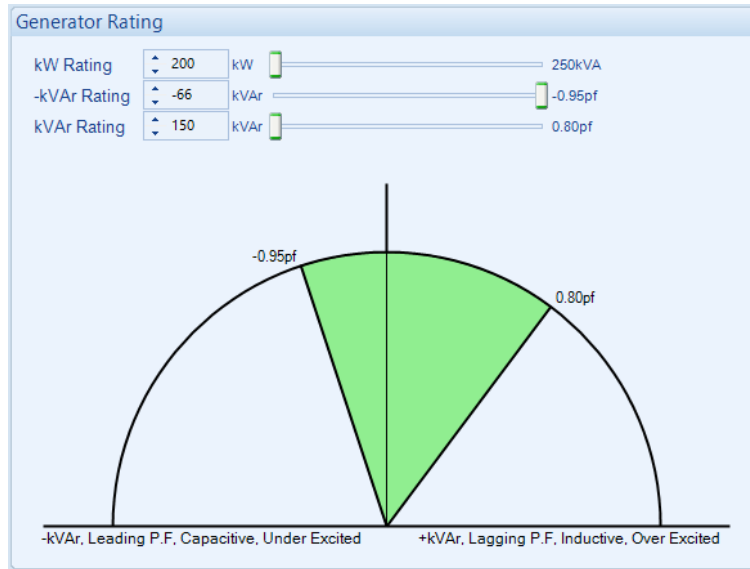 Generator Rating
kW Rating 200 kW 250kVA
-kVAr Rating -66 kVAr -0.95pf
kVAr Rating 150 kVAr 0.80pf
-0.95pf
0.80pf
-kVAr, Leading P.F, Capacitive, Under Excited +kVAr, Lagging P.F, Inductive, Over Excited